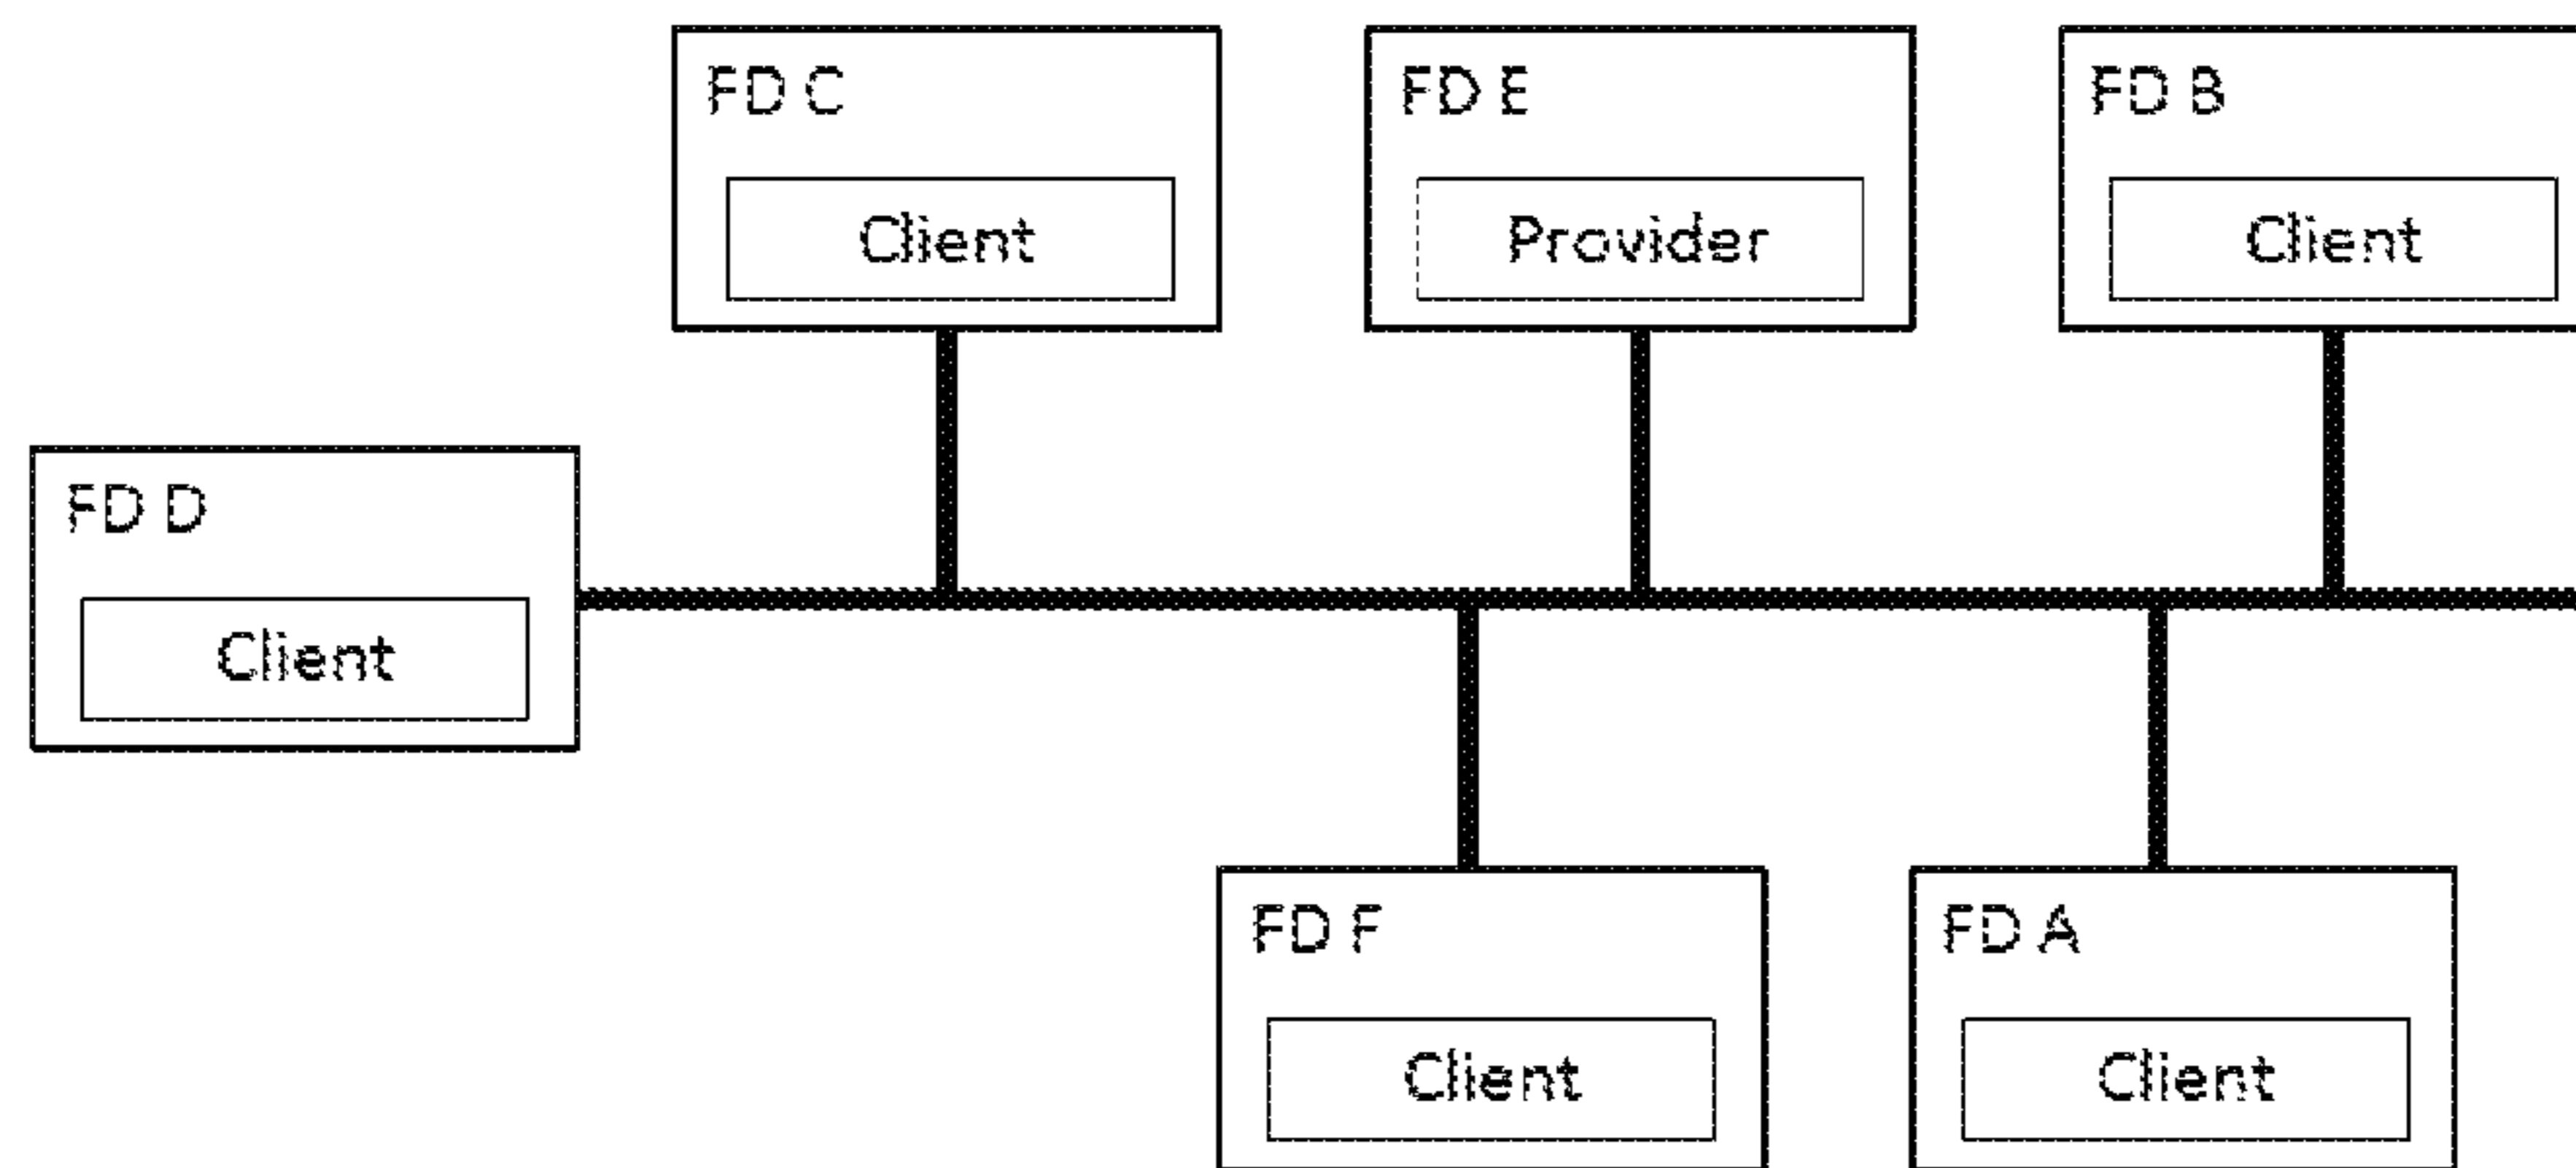 FD C
Client
FD E
Provider
FD B
Client
FD D
Client
FD F
Client
FD A
Client